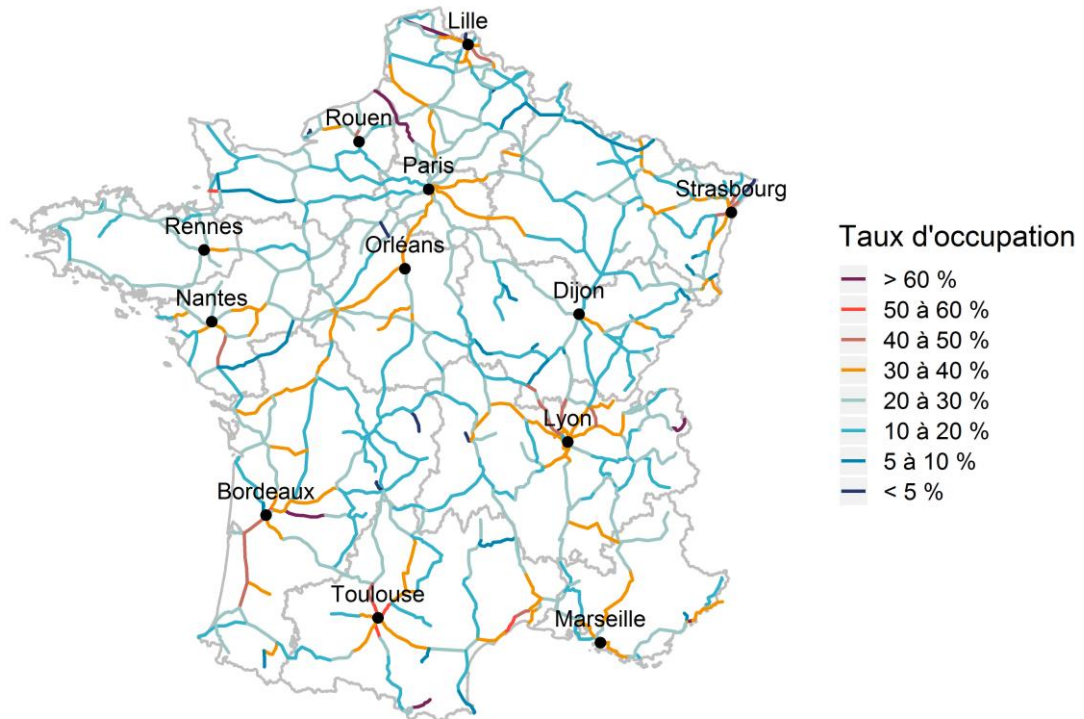 Lille
Rouen
Paris
Strasbourg
Rennes
Orléans
Nantes
Dijon
Lyon
Bordeaux
Toulouse
Marseille
Taux d'occupation
> 60 %
50 à 60 %
40 à 50 %
30 à 40 %
20 à 30 %
10 à 20 %
5 à 10 %
< 5 %